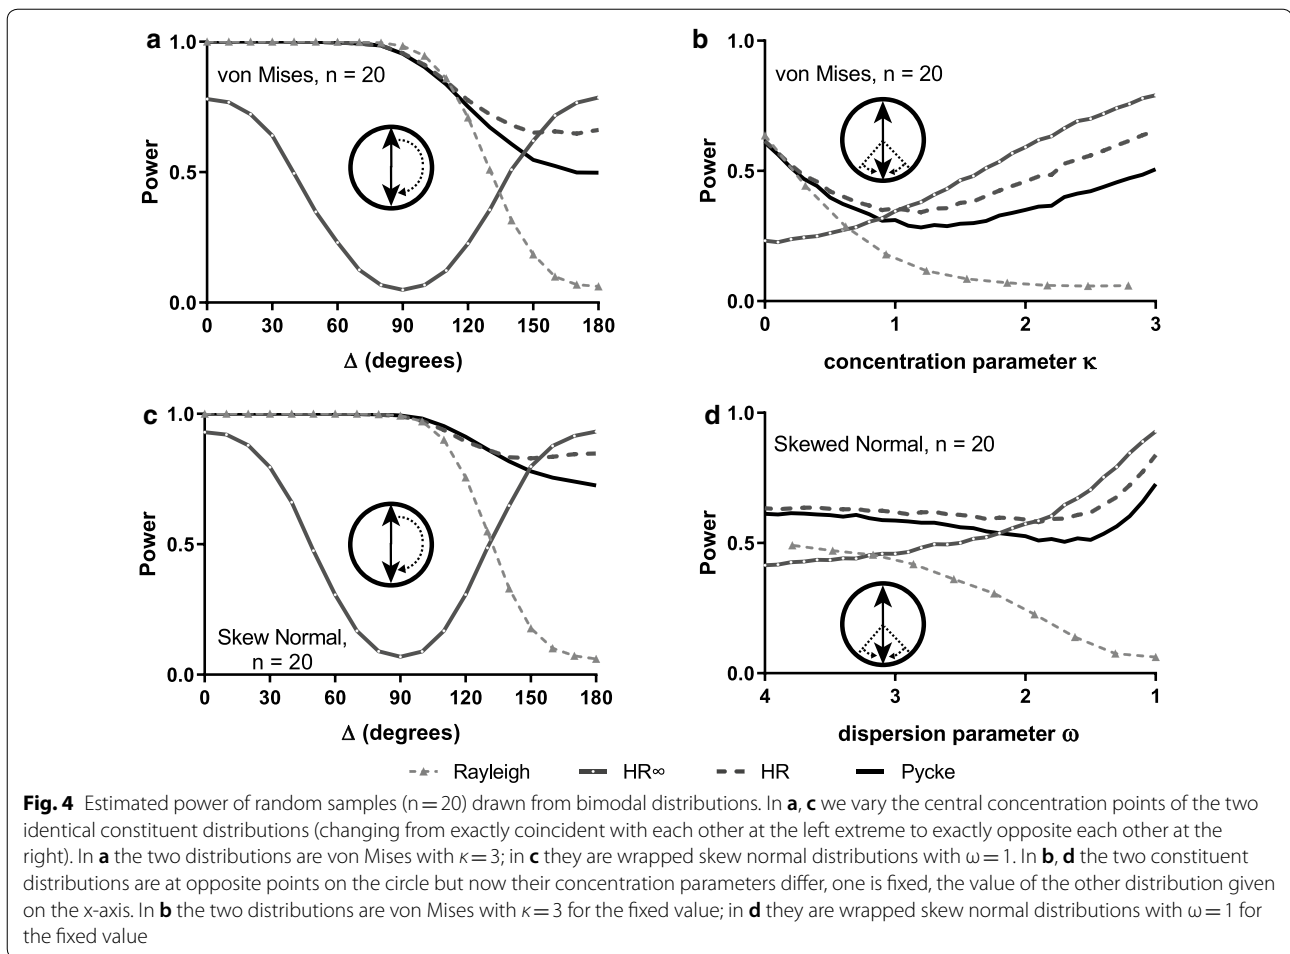 a
1.0
von Mises, n = 20
Power
0.5
0.0
0 30 60 90 120 150 180
Δ (degrees)
b
1.0
von Mises, n = 20
Power
0.5
0.0
0 1 2 3
concentration parameter κ
c
1.0
Power
0.5
Skew Normal,
n = 20
0.0
0 30 60 90 120 150 180
Δ (degrees)
d
1.0
Skewed Normal, n = 20
Power
0.5
0.0
4 3 2 1
dispersion parameter ω
Rayleigh HR∞ HR Pycke
Fig. 4 Estimated power of random samples (n = 20) drawn from bimodal distributions. In a, c we vary the central concentration points of the two
identical constituent distributions (changing from exactly coincident with each other at the left extreme to exactly opposite each other at the
right). In a the two distributions are von Mises with κ = 3; in c they are wrapped skew normal distributions with ω = 1. In b, d the two constituent
distributions are at opposite points on the circle but now their concentration parameters differ, one is fixed, the value of the other distribution given
on the x-axis. In b the two distributions are von Mises with κ = 3 for the fixed value; in d they are wrapped skew normal distributions with ω = 1 for
the fixed value